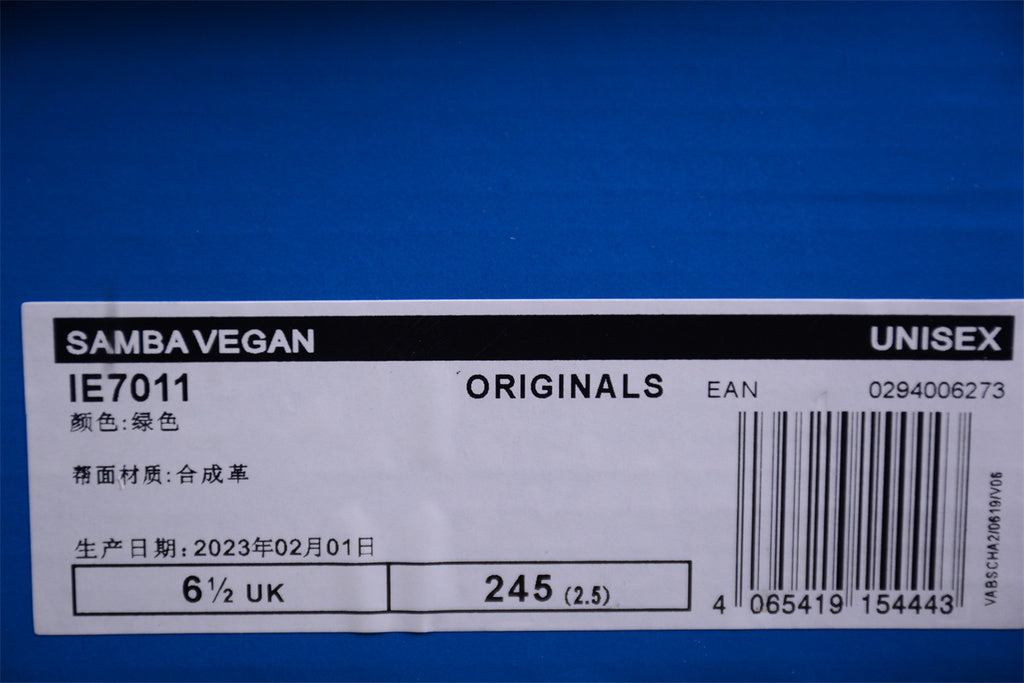 SAMBA VEGAN UNISEX
IE7011 ORIGINALS EAN 0294006273
颜色:绿色
帮面材质:合成革
生产日期:2023年02月01日
6½ UK 245 (2.5)
4 065419 154443
VABSCHA2/0619/V06